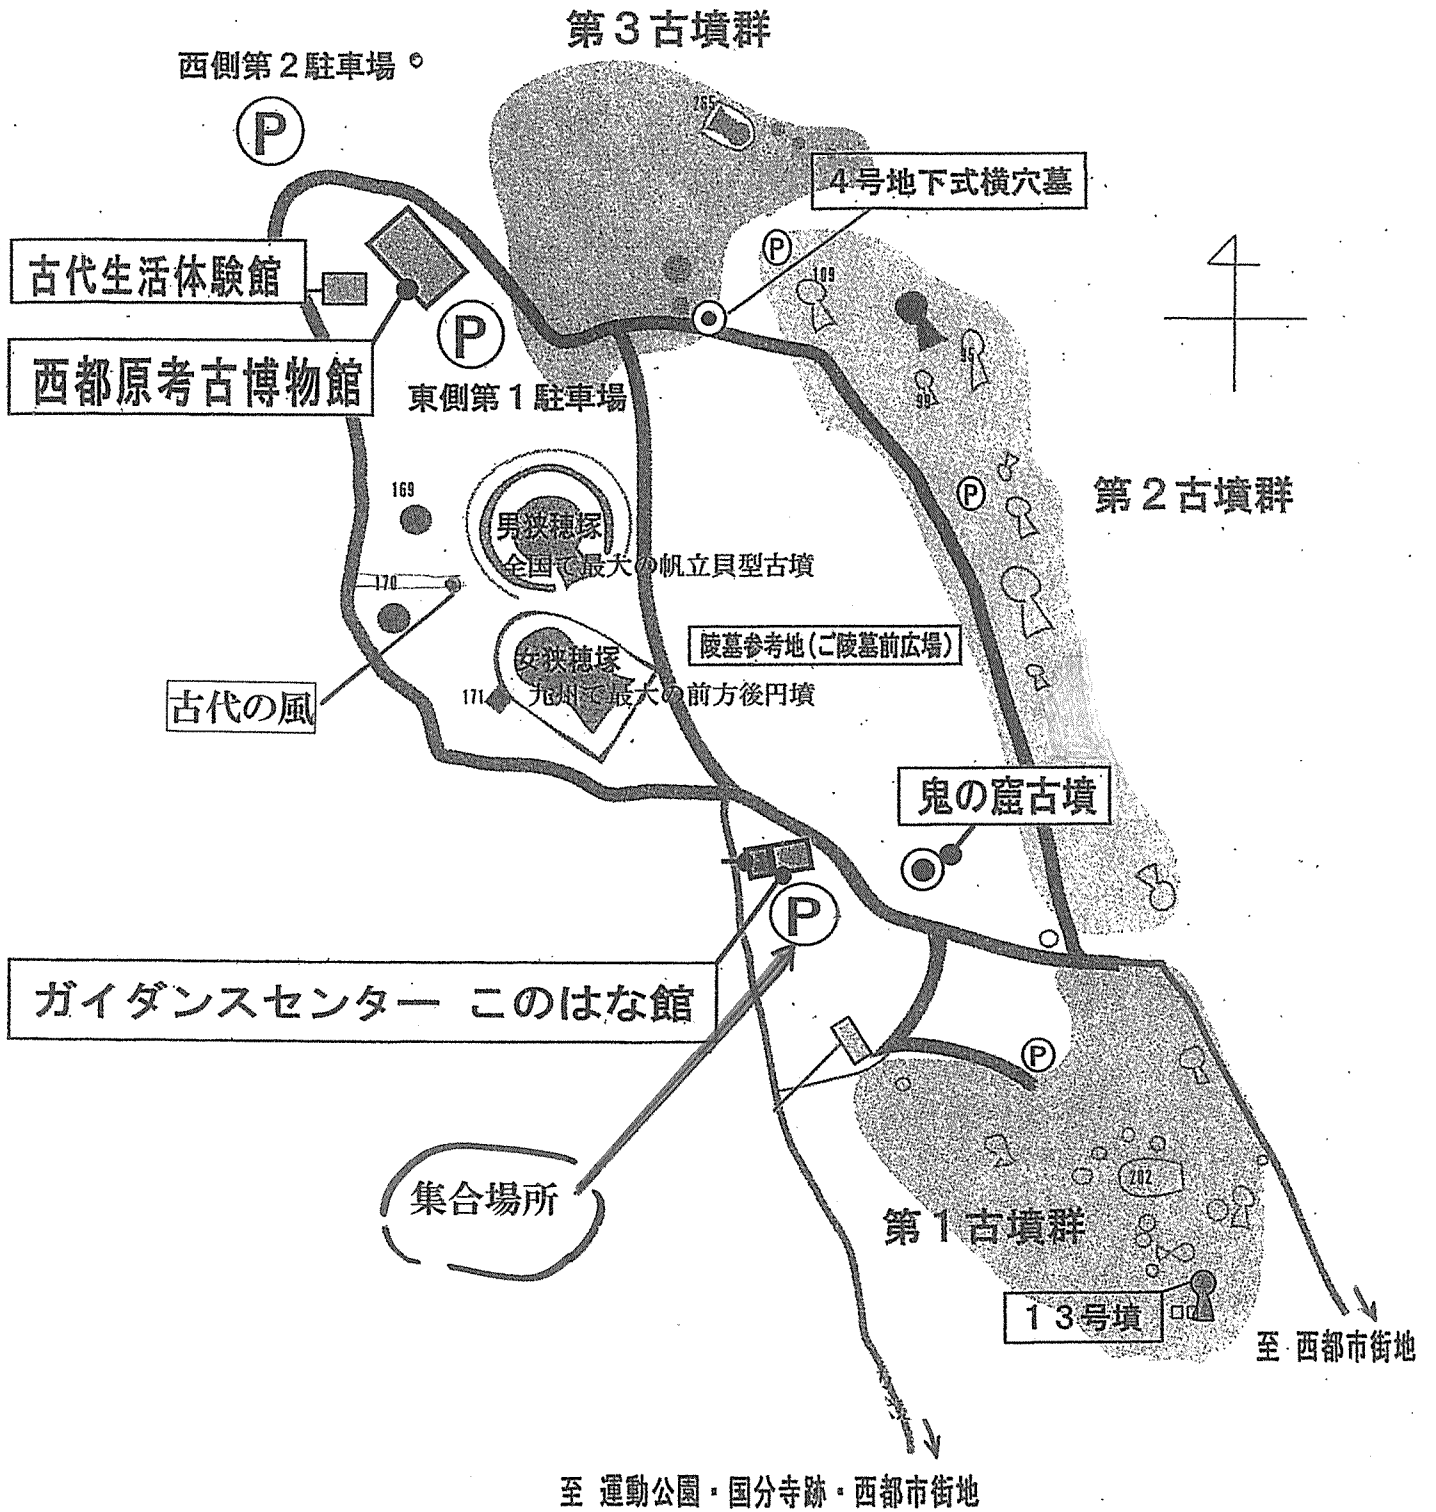 第3古墳群
西側第2駐車場
P
265
4号地下式横穴墓
P
109
古代生活体験館
西都原考古博物館
P
東側第1駐車場
95
99
第2古墳群
P
169
男狭穂塚
全国で最大の帆立貝型古墳
170
陵墓参考地(ご陵墓前広場)
女狭穂塚
171
九州で最大の前方後円墳
古代の風
鬼の窟古墳
P
ガイダンスセンター このはな館
P
集合場所
202
第1古墳群
13号墳
至 西都市街地
至 運動公園・国分寺跡・西都市街地